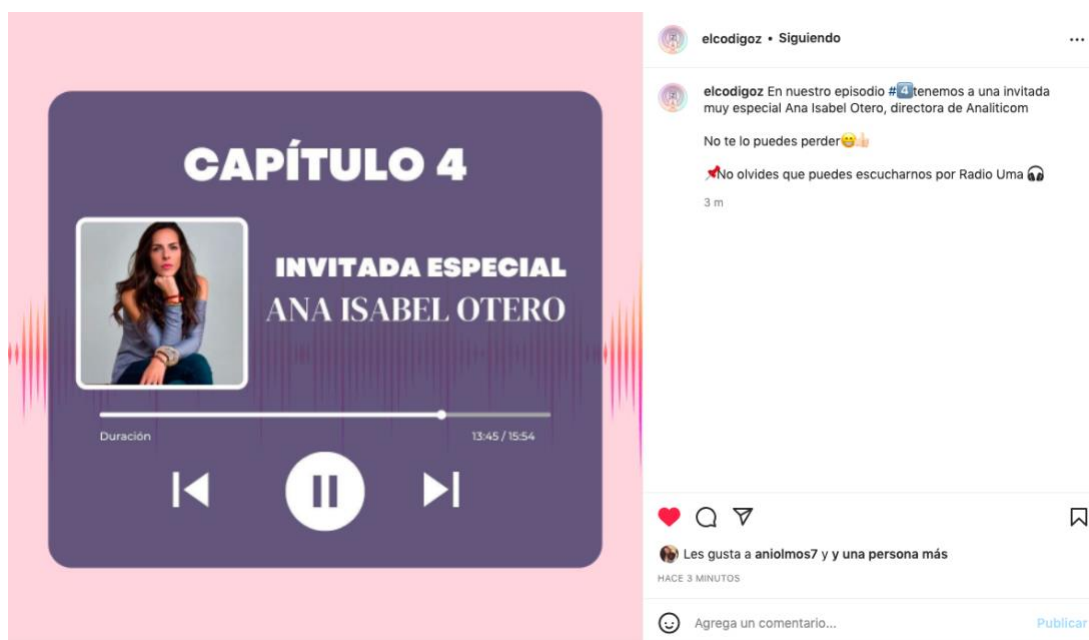 CAPÍTULO 4
INVITADA ESPECIAL
ANA ISABEL OTERO
Duración
13:45 / 15:54
elcodigoz • Siguiendo
elcodigoz En nuestro episodio #4️⃣tenemos a una invitada
muy especial Ana Isabel Otero, directora de Analiticom
No te lo puedes perder😁👍🏻
📌No olvides que puedes escucharnos por Radio Uma 🎧
3 m
Les gusta a aniolmos7 y y una persona más
HACE 3 MINUTOS
Agrega un comentario...
Publicar